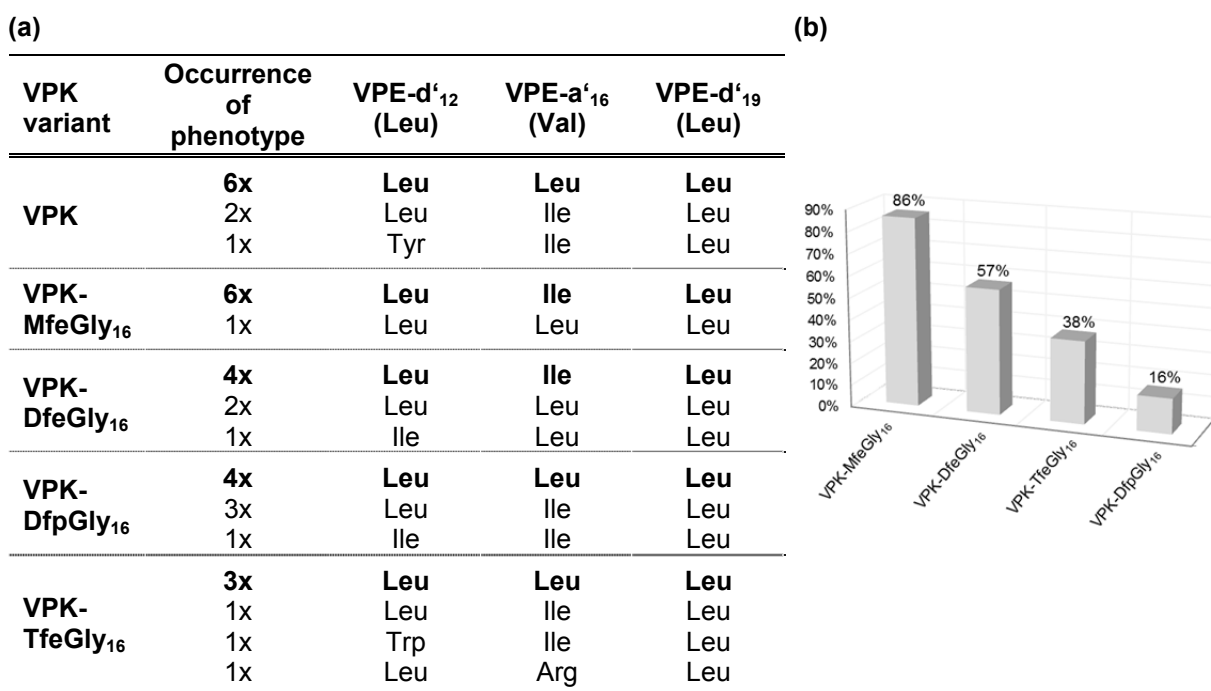 (a)
VPK variant | Occurrence of phenotype | VPE-d‘12 (Leu) | VPE-a‘16 (Val) | VPE-d‘19 (Leu)
VPK | 6x | Leu | Leu | Leu
2x | Leu | Ile | Leu
1x | Tyr | Ile | Leu
VPK-MfeGly16 | 6x | Leu | Ile | Leu
1x | Leu | Leu | Leu
VPK-DfeGly16 | 4x | Leu | Ile | Leu
2x | Leu | Leu | Leu
1x | Ile | Leu | Leu
VPK-DfpGly16 | 4x | Leu | Leu | Leu
3x | Leu | Ile | Leu
1x | Ile | Ile | Leu
VPK-TfeGly16 | 3x | Leu | Leu | Leu
1x | Leu | Ile | Leu
1x | Trp | Ile | Leu
1x | Leu | Arg | Leu
(b)
90%
80%
70%
60%
50%
40%
30%
20%
10%
0%
86%
57%
38%
16%
VPK-MfeGly16
VPK-DfeGly16
VPK-TfeGly16
VPK-DfpGly16